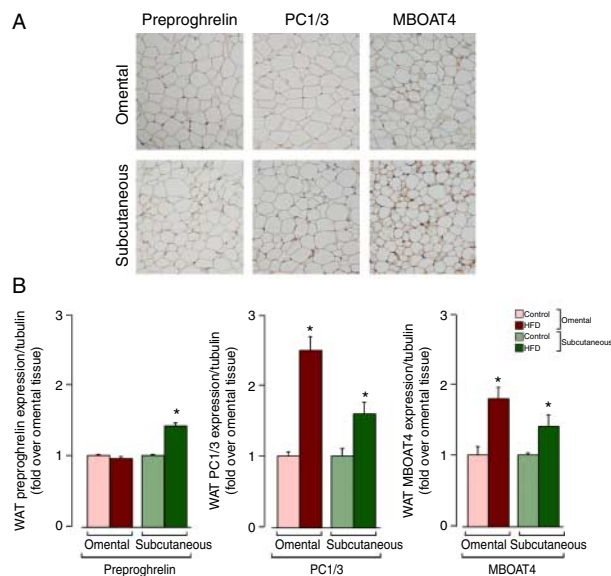 A
Preproghrelin
PC1/3
MBOAT4
Omental
Subcutaneous
B
WAT preproghrelin expression/tubulin
(fold over omental tissue)
3
2
1
0
*
Omental Subcutaneous
Preproghrelin
WAT PC1/3 expression/tubulin
(fold over omental tissue)
3
2
1
0
*
*
Omental Subcutaneous
PC1/3
WAT MBOAT4 expression/tubulin
(fold over omental tissue)
3
2
1
0
*
*
Omental Subcutaneous
MBOAT4
Control
HFD
Omental
Control
HFD
Subcutaneous